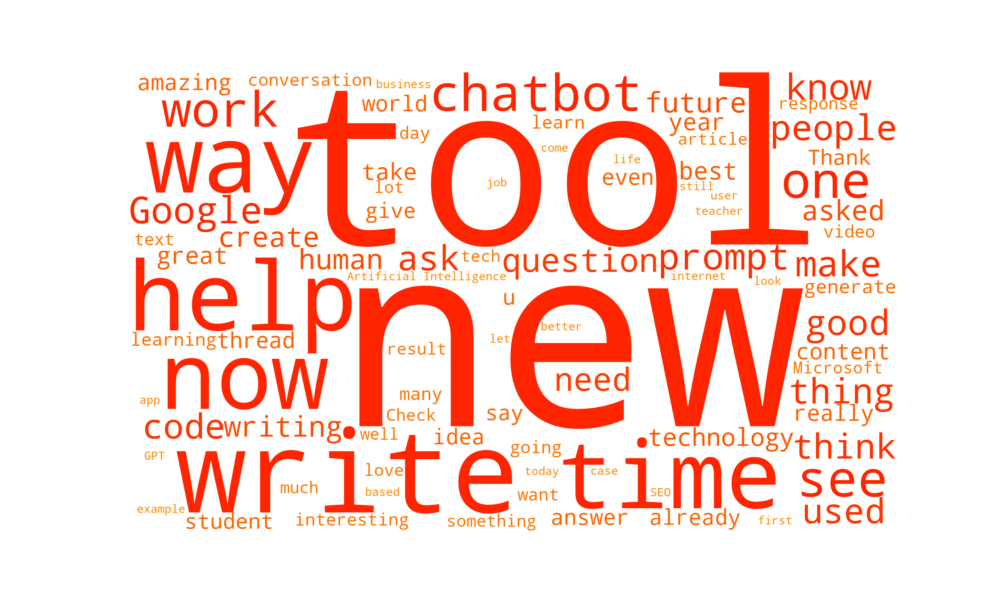 amazing
conversation
business
chatbot
know
work
world
tool
future
response
day
learn
year
people
way
article
come
take
life
best
Thank
lot
job
even
one
still
user
Google
give
teacher
asked
text
create
video
great
human
ask
tech
question
prompt
make
Artificial Intelligence
internet
look
generate
help
u
new
learning
thread
let
better
good
result
content
now
need
Microsoft
thing
app
many
Check
say
really
code
writing
well
idea
going
technology
think
GPT
write
time
love
today
case
see
much
based
want
SEO
example
used
student
interesting
something
answer
already
first